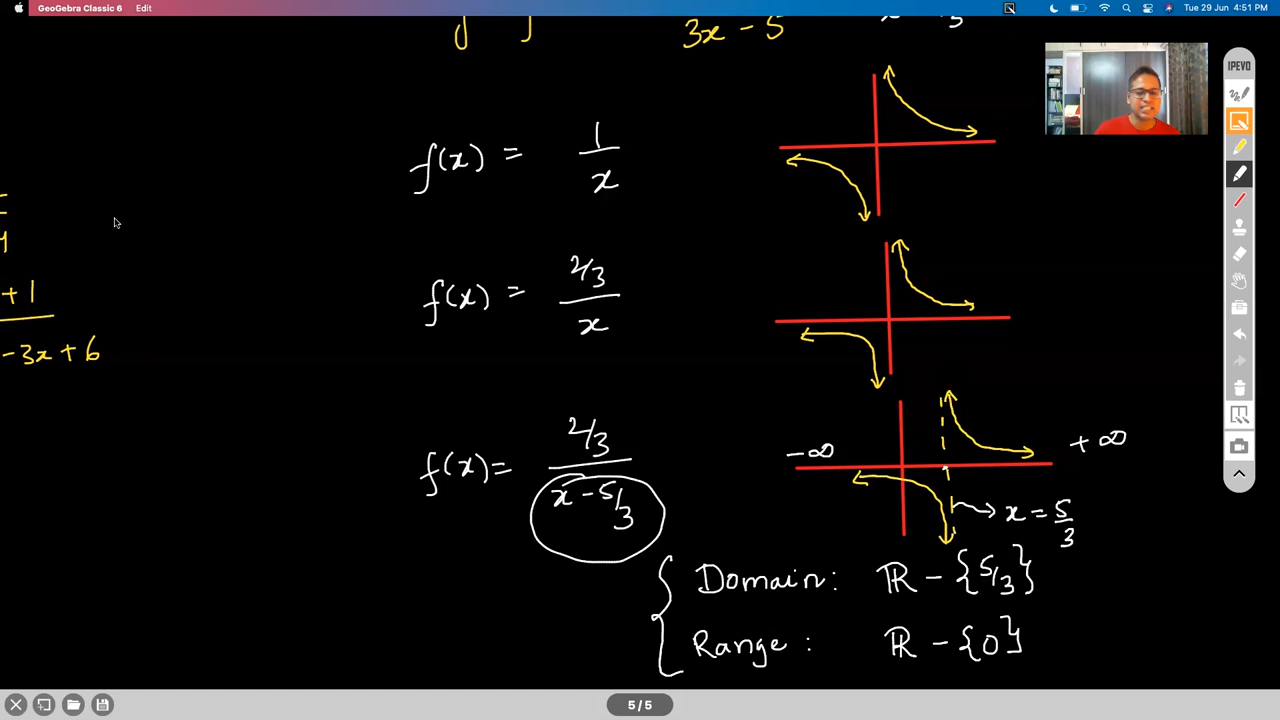 GeoGebra Classic 6 Edit Tue 29 Jun 4:51 PM
3x - 5
IPEVO
f(x) = 1/x
+ 1
- 3x + 6
f(x) = 2/3 / x
f(x) = 2/3 / x - 5/3
-∞ +∞
x = 5/3
Domain: ℝ - {5/3}
Range: ℝ - {0}
5/5